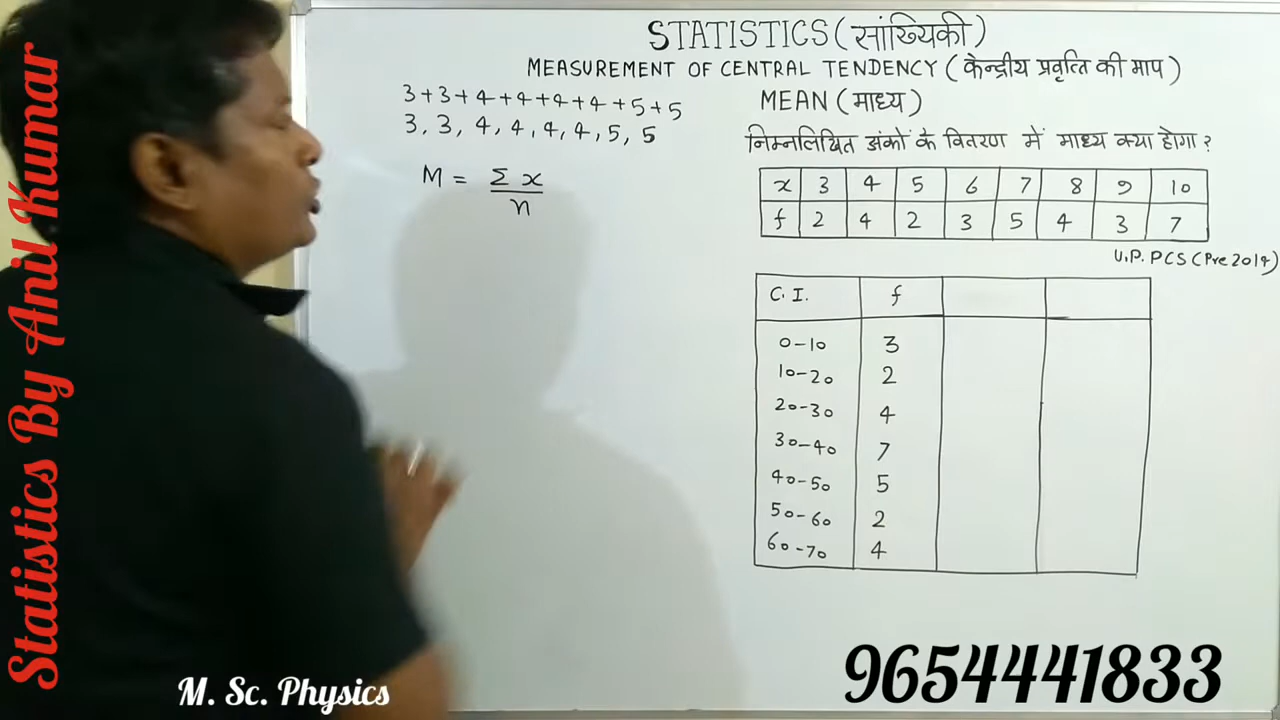 STATISTICS (सांख्यिकी)
MEASUREMENT OF CENTRAL TENDENCY (केन्द्रीय प्रवृत्ति की माप)
3+3+4+4+4+4+5+5
3, 3, 4, 4, 4, 4, 5, 5
M = Σx/n
MEAN (माध्य)
निम्नलिखित अंकों के वितरण में माध्य क्या होगा ?
x 3 4 5 6 7 8 9 10
f 2 4 2 3 5 4 3 7
U.P. PCS (Pre 2014)
C. I. f
0-10 3
10-20 2
20-30 4
30-40 7
40-50 5
50-60 2
60-70 4
Statistics By Anil Kumar
M. Sc. Physics
9654441833